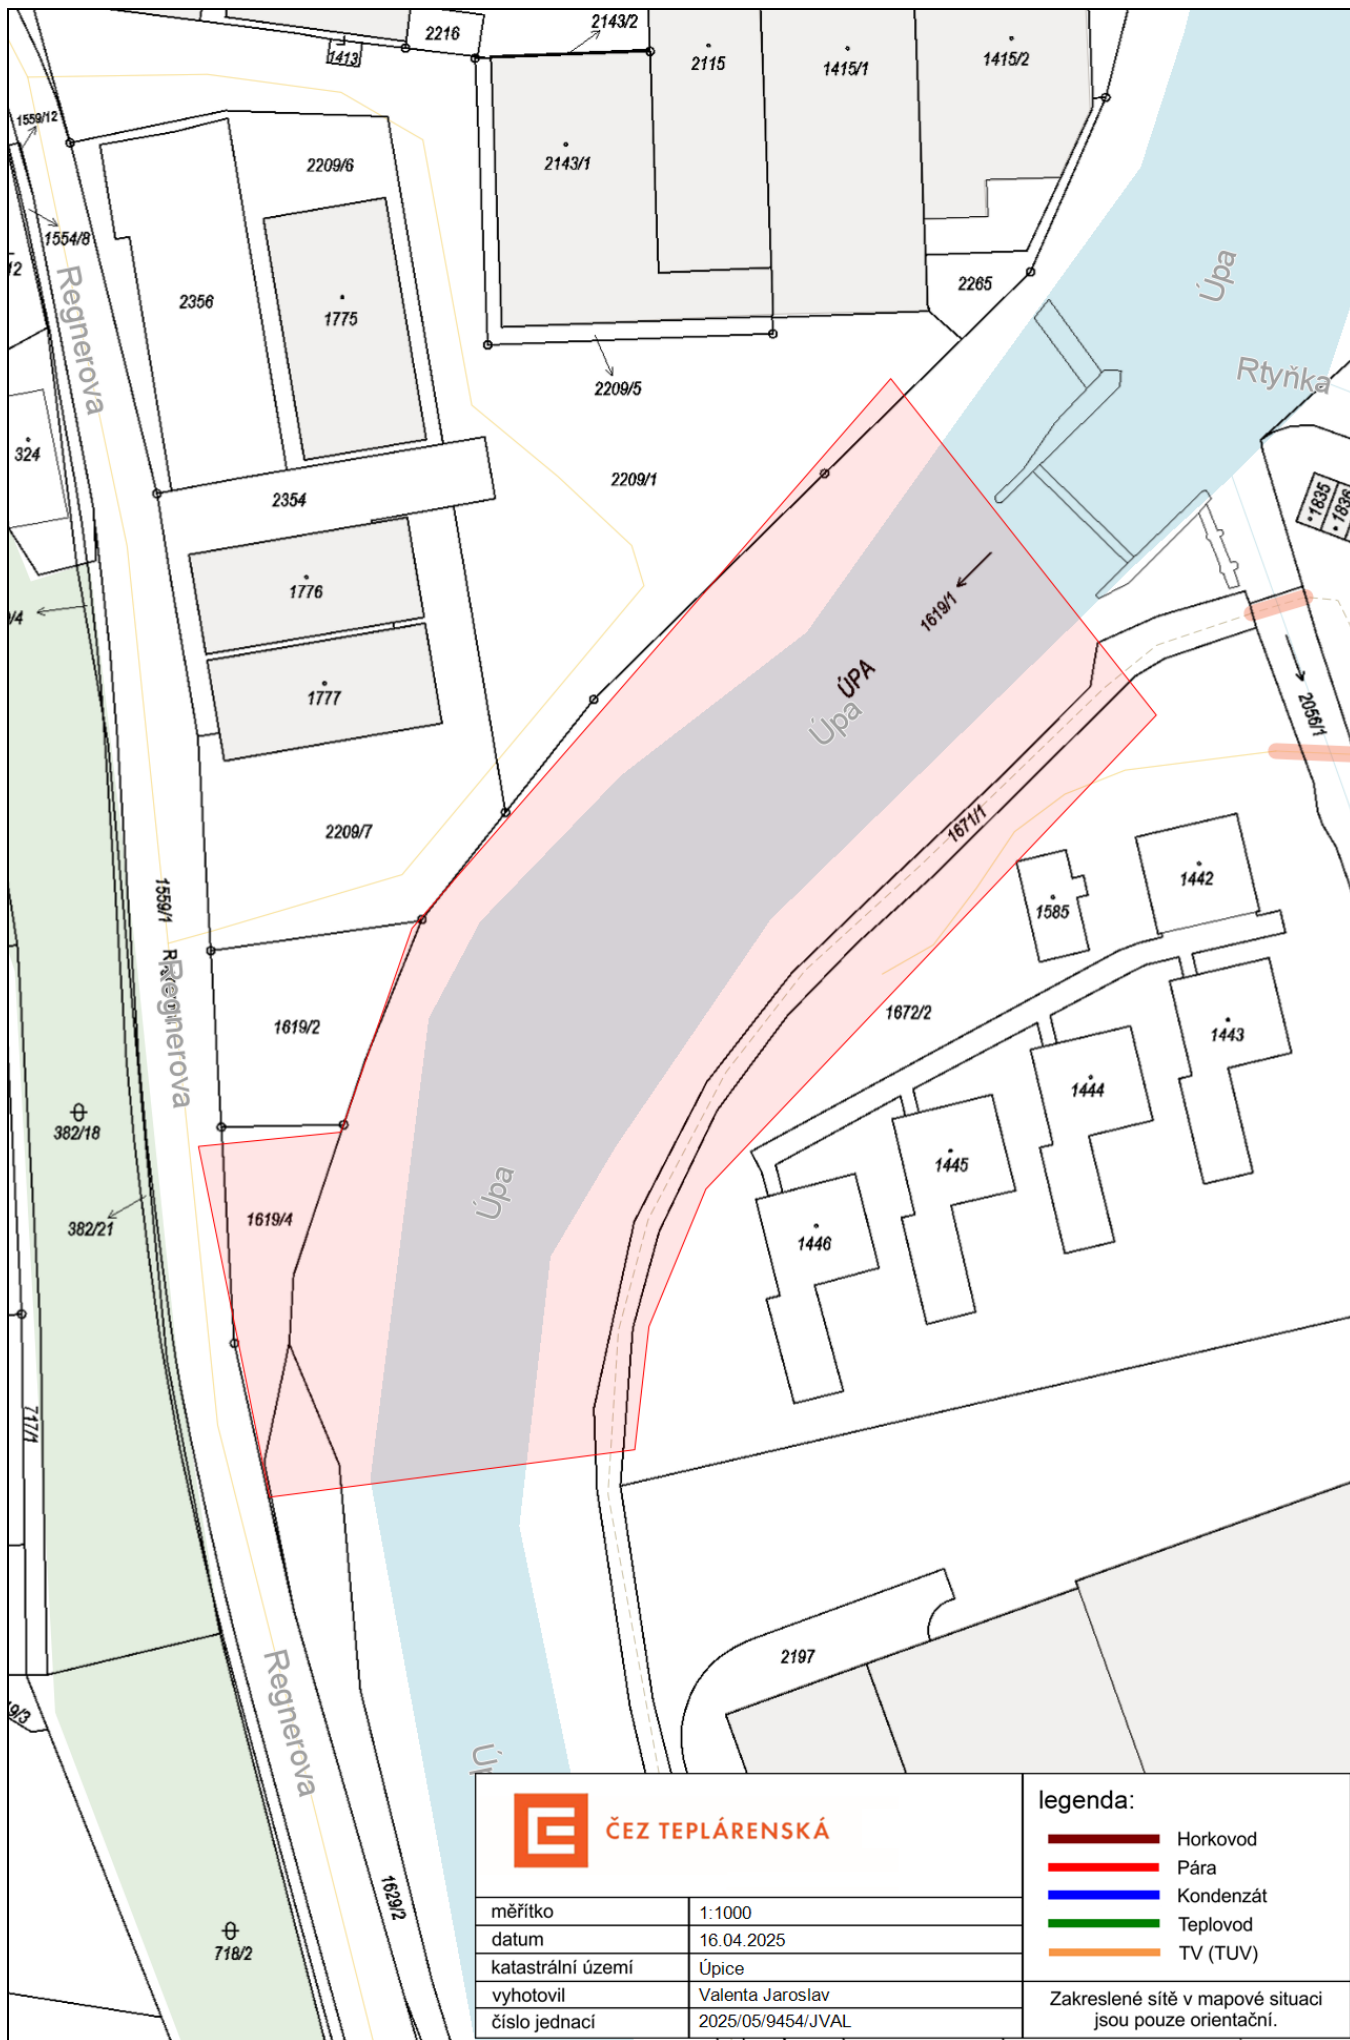 2216
2143/2
1413
2115
1415/1
1415/2
1559/12
2209/6
2143/1
1554/8
12
2356
1775
2265
Úpa
Regnerova
2209/5
Rtyňka
324
2354
2209/1
1835
1836
1776
1619/1
1777
ÚPA
Úpa
2056/1
2209/7
1671/1
1559/1
1442
1585
Regnerova
1619/2
1672/2
1443
1444
382/18
1445
Úpa
382/21
1619/4
1446
717/1
2197
9/3
Regnerova
1629/2
718/2
ČEZ TEPLÁRENSKÁ
měřítko 1:1000
datum 16.04.2025
katastrální území Úpice
vyhotovil Valenta Jaroslav
číslo jednací 2025/05/9454/JVAL
legenda:
Horkovod
Pára
Kondenzát
Teplovod
TV (TUV)
Zakreslené sítě v mapové situaci
jsou pouze orientační.